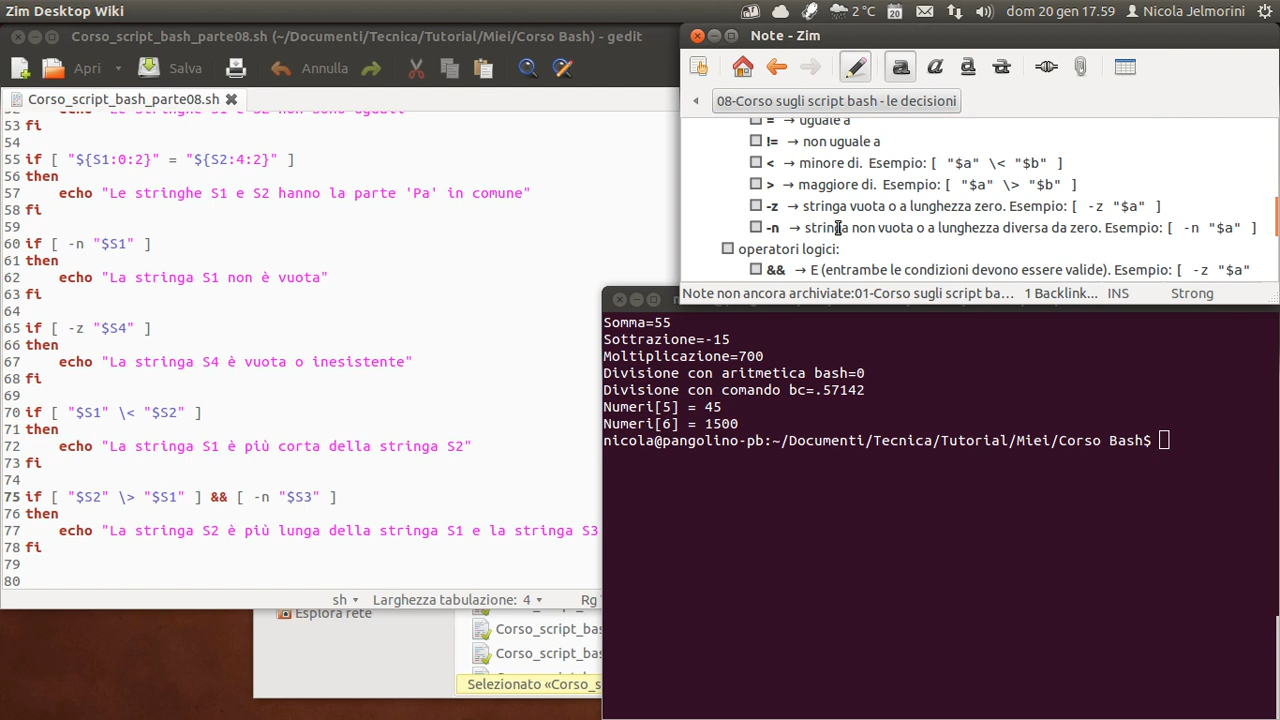 Zim Desktop Wiki
2 °C
20
dom 20 gen 17.59
Nicola Jelmorini
Corso_script_bash_parte08.sh (~/Documenti/Tecnica/Tutorial/Miei/Corso Bash) - gedit
Apri
Salva
Annulla
Corso_script_bash_parte08.sh
53 fi
54
55 if [ "${S1:0:2}" = "${S2:4:2}" ]
56 then
57 echo "Le stringhe S1 e S2 hanno la parte 'Pa' in comune"
58 fi
59
60 if [ -n "$S1" ]
61 then
62 echo "La stringa S1 non è vuota"
63 fi
64
65 if [ -z "$S4" ]
66 then
67 echo "La stringa S4 è vuota o inesistente"
68 fi
69
70 if [ "$S1" \< "$S2" ]
71 then
72 echo "La stringa S1 è più corta della stringa S2"
73 fi
74
75 if [ "$S2" \> "$S1" ] && [ -n "$S3" ]
76 then
77 echo "La stringa S2 è più lunga della stringa S1 e la stringa S3
78 fi
79
80
sh
Larghezza tabulazione: 4
Rg
Note - Zim
08-Corso sugli script bash - le decisioni
= → uguale a
!= → non uguale a
< → minore di. Esempio: [ "$a" \< "$b" ]
> → maggiore di. Esempio: [ "$a" \> "$b" ]
-z → stringa vuota o a lunghezza zero. Esempio: [ -z "$a" ]
-n → stringa non vuota o a lunghezza diversa da zero. Esempio: [ -n "$a" ]
operatori logici:
&& → E (entrambe le condizioni devono essere valide). Esempio: [ -z "$a"
Note non ancora archiviate:01-Corso sugli script ba...
1 Backlink...
INS
Strong
Somma=55
Sottrazione=-15
Moltiplicazione=700
Divisione con aritmetica bash=0
Divisione con comando bc=.57142
Numeri[5] = 45
Numeri[6] = 1500
nicola@pangolino-pb:~/Documenti/Tecnica/Tutorial/Miei/Corso Bash$
Esplora rete
Corso_script_bas
Corso_script_bas
Selezionato «Corso_s